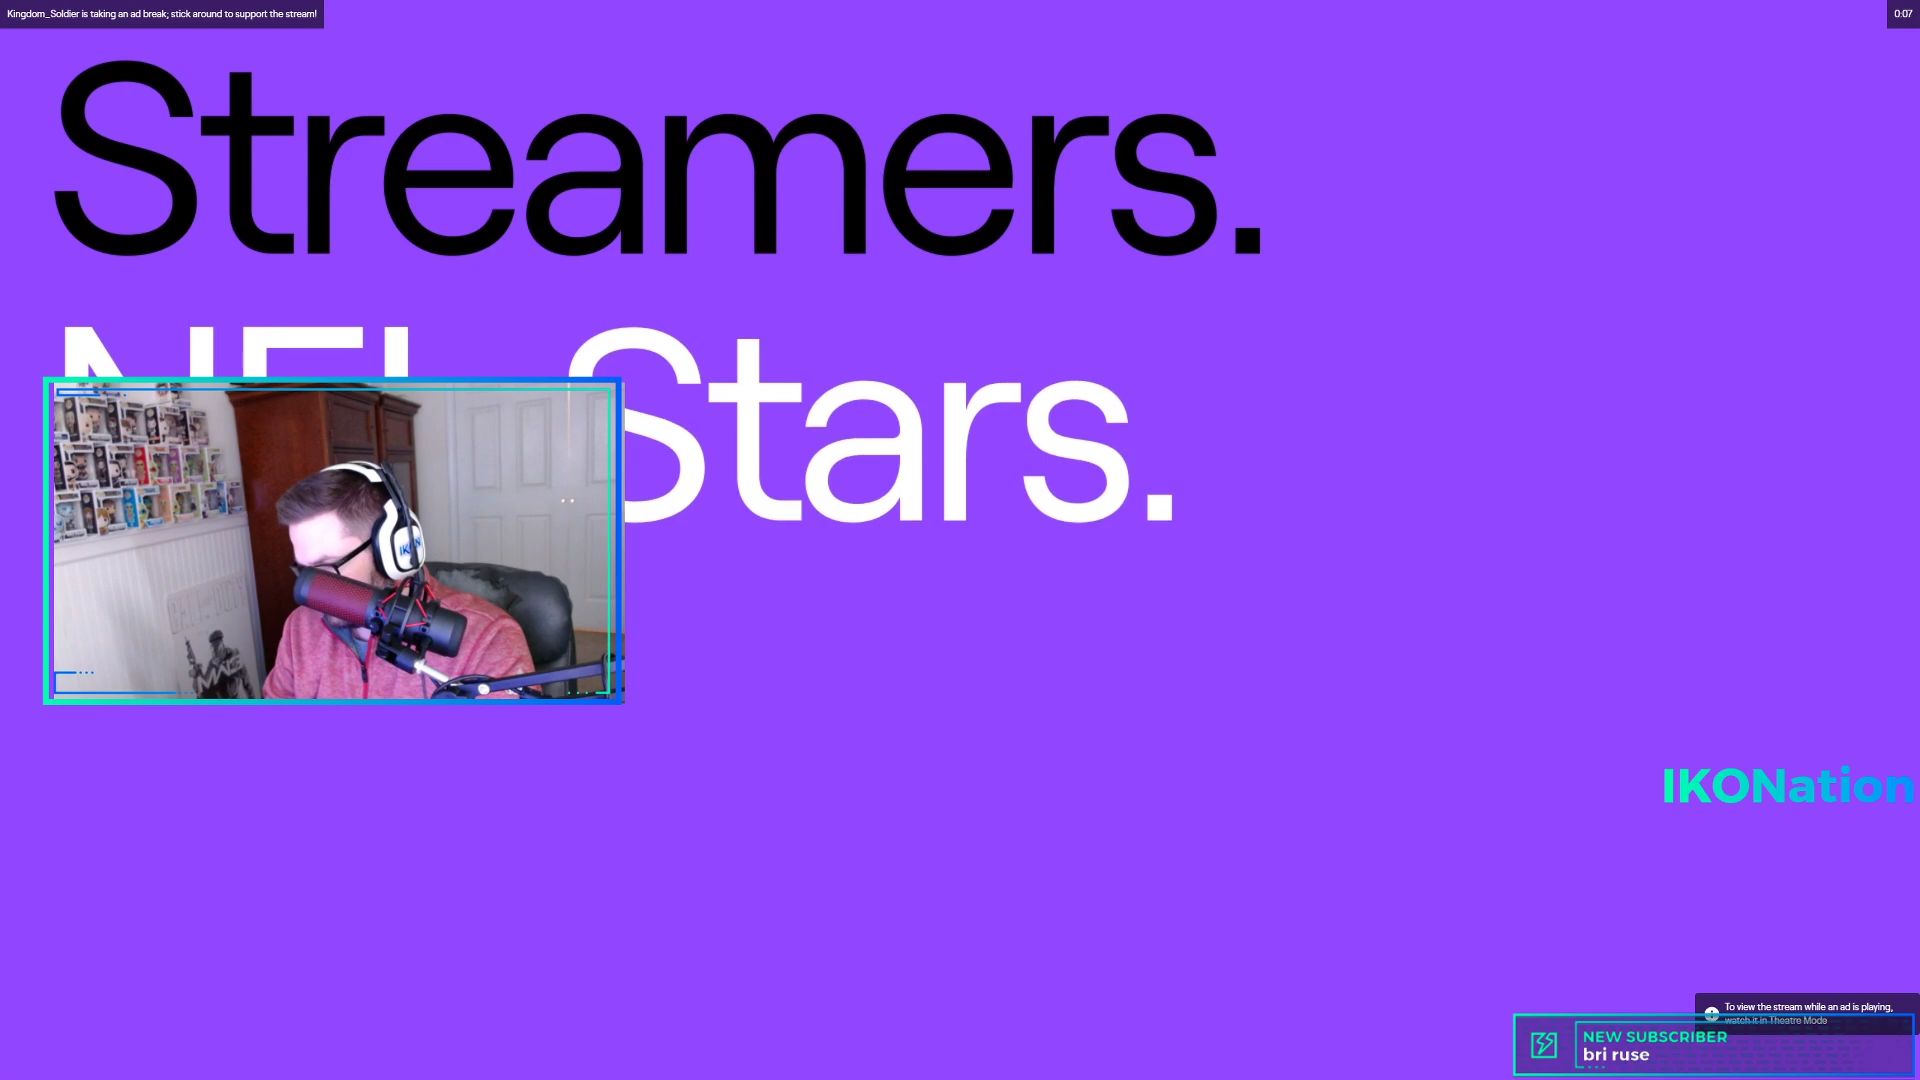 Kingdom_Soldier is taking an ad break; stick around to support the stream!
0:07
Streamers.
NFL Stars.
IKONation
To view the stream while an ad is playing,
watch it in Theatre Mode
NEW SUBSCRIBER
bri ruse